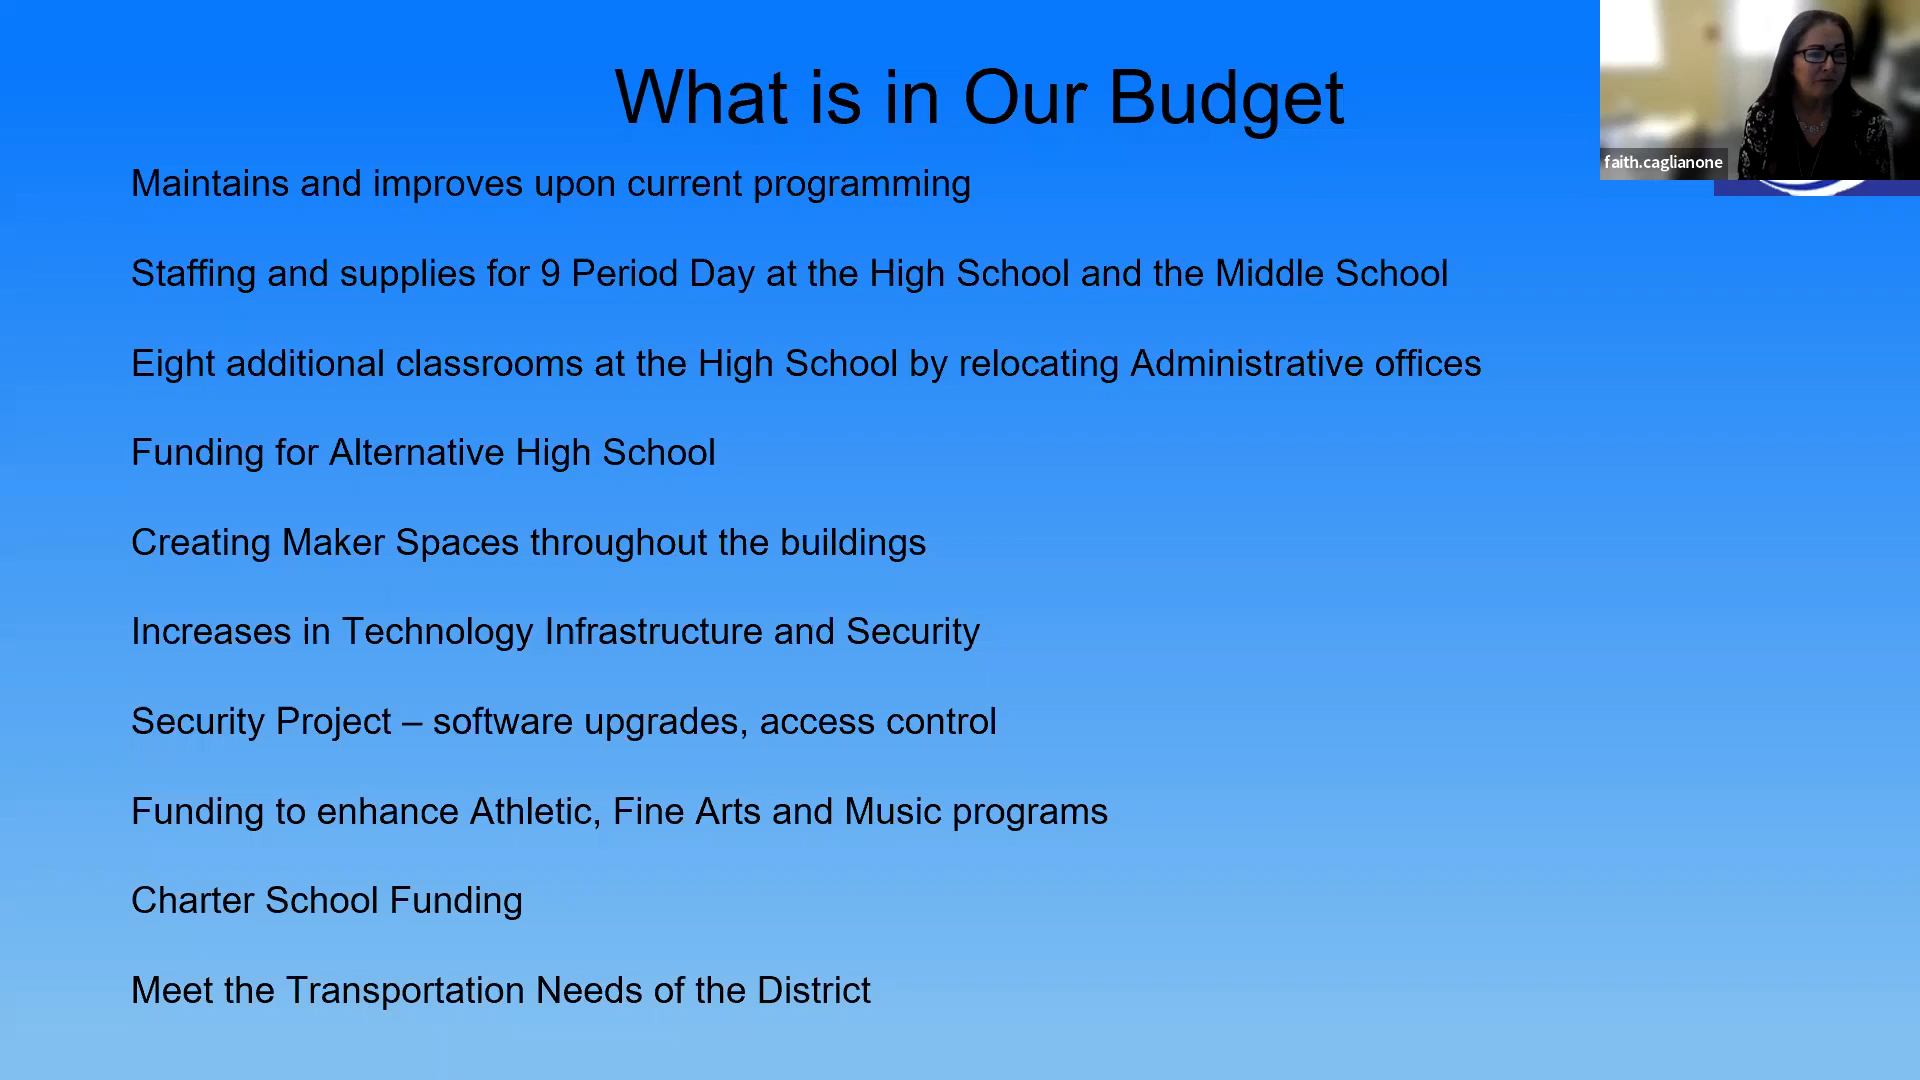 What is in Our Budget
faith.caglianone
Maintains and improves upon current programming
Staffing and supplies for 9 Period Day at the High School and the Middle School
Eight additional classrooms at the High School by relocating Administrative offices
Funding for Alternative High School
Creating Maker Spaces throughout the buildings
Increases in Technology Infrastructure and Security
Security Project – software upgrades, access control
Funding to enhance Athletic, Fine Arts and Music programs
Charter School Funding
Meet the Transportation Needs of the District